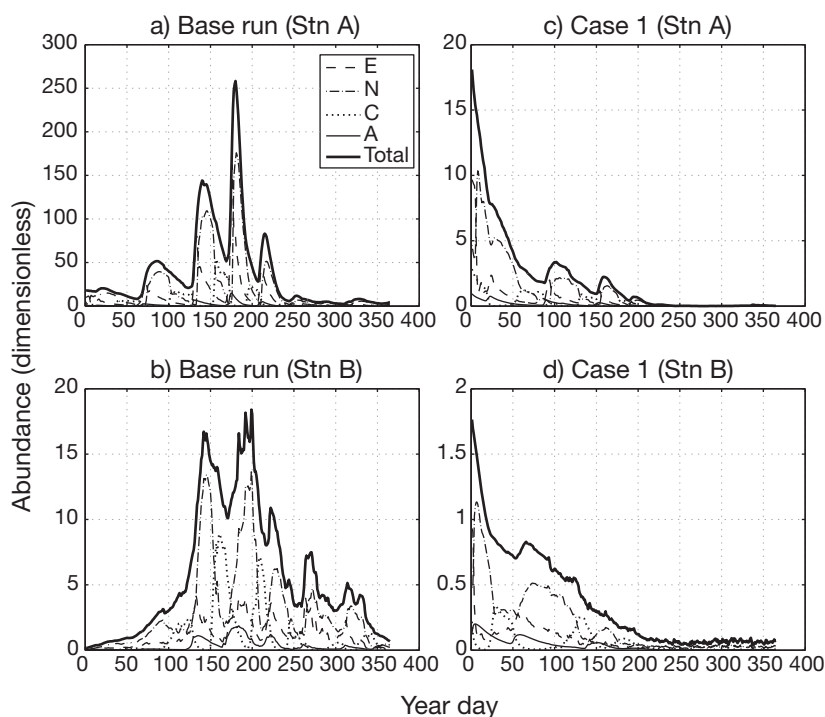 a) Base run (Stn A)
300
250
200
150
100
50
0
0 50 100 150 200 250 300 350 400
E
N
C
A
Total
c) Case 1 (Stn A)
20
15
10
5
0
0 50 100 150 200 250 300 350 400
b) Base run (Stn B)
20
15
10
5
0
0 50 100 150 200 250 300 350 400
d) Case 1 (Stn B)
2
1.5
1
0.5
0
0 50 100 150 200 250 300 350 400
Abundance (dimensionless)
Year day